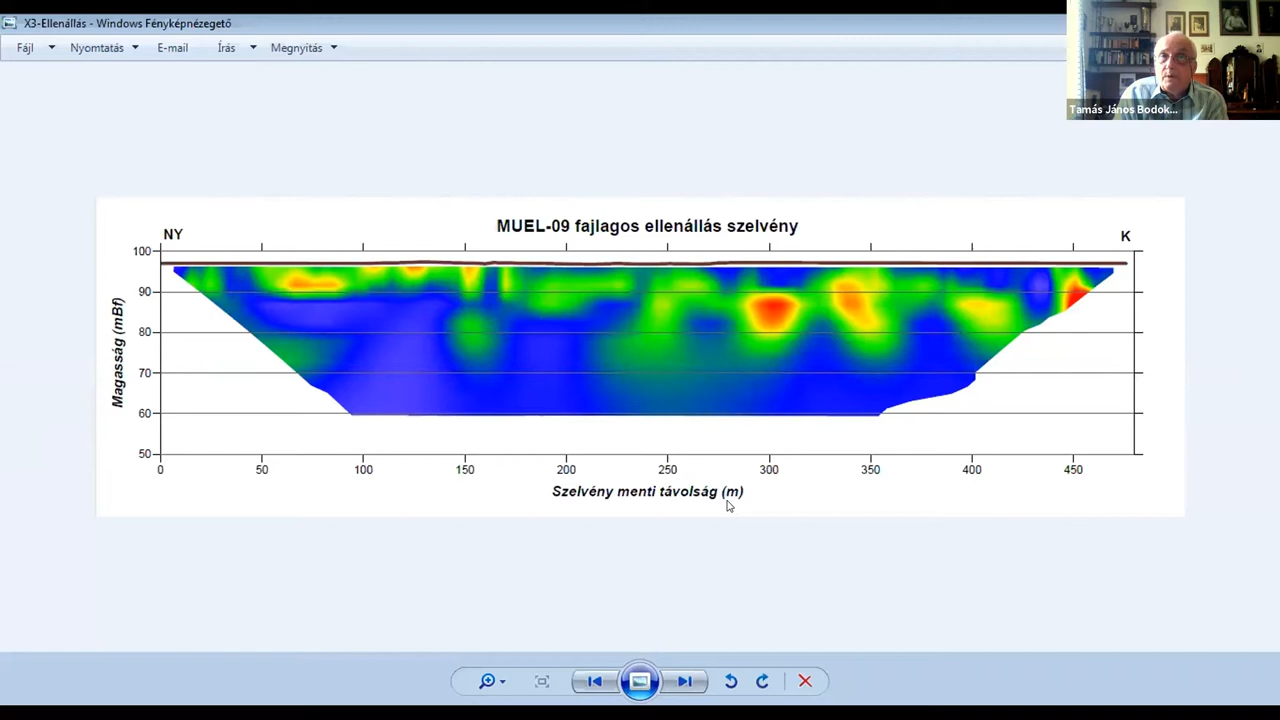 X3-Ellenállás - Windows Fényképnézegető
Fájl Nyomtatás E-mail Írás Megnyitás
Tamás János Bodok...
MUEL-09 fajlagos ellenállás szelvény
NY K
100
90
80
70
60
50
Magasság (mBf)
0 50 100 150 200 250 300 350 400 450
Szelvény menti távolság (m)